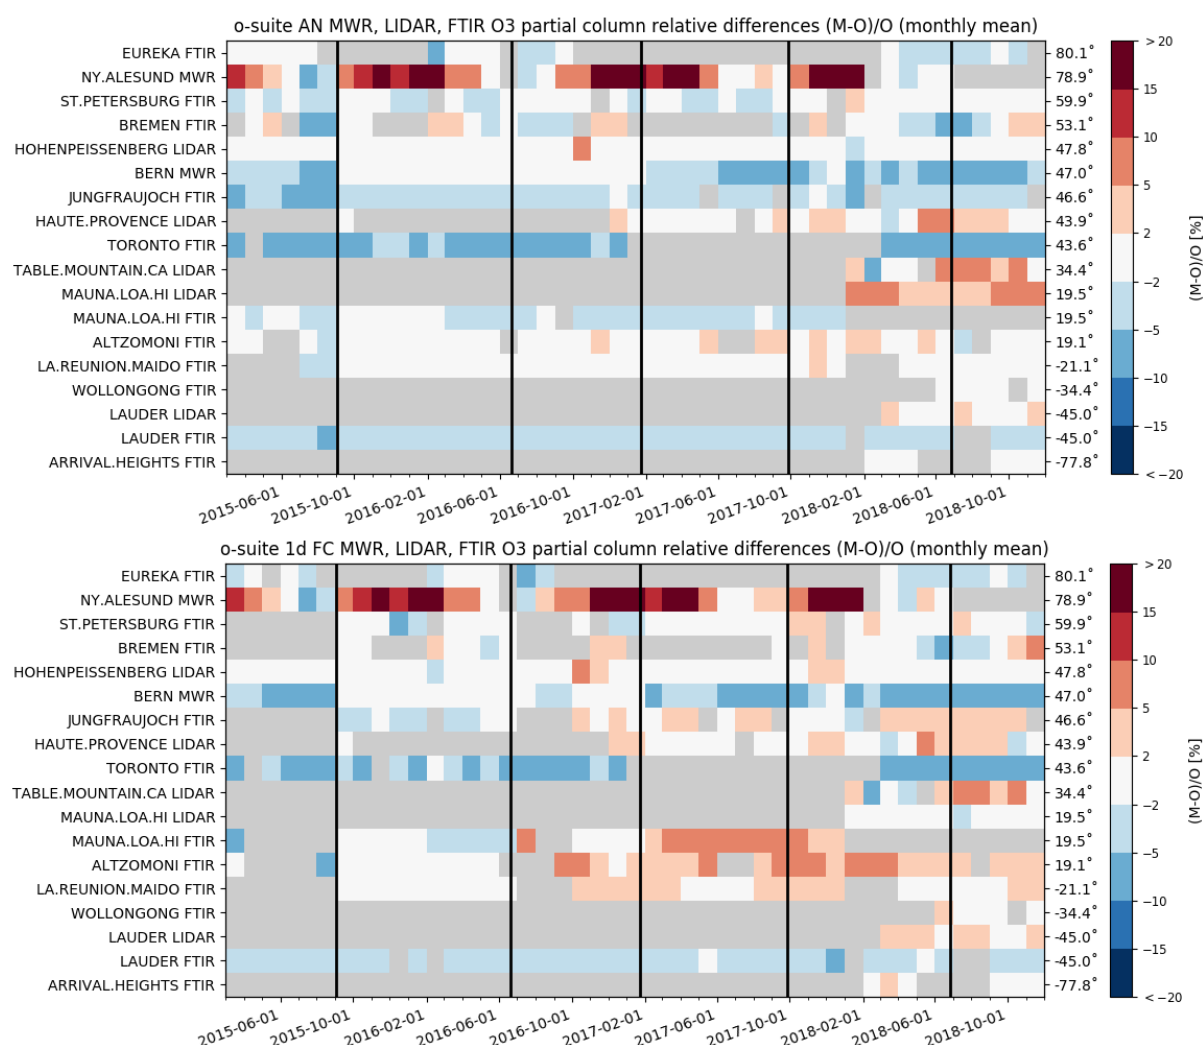 o-suite AN MWR, LIDAR, FTIR O3 partial column relative differences (M-O)/O (monthly mean)
EUREKA FTIR 80.1˚
NY.ALESUND MWR 78.9˚
ST.PETERSBURG FTIR 59.9˚
BREMEN FTIR 53.1˚
HOHENPEISSENBERG LIDAR 47.8˚
BERN MWR 47.0˚
JUNGFRAUJOCH FTIR 46.6˚
HAUTE.PROVENCE LIDAR 43.9˚
TORONTO FTIR 43.6˚
TABLE.MOUNTAIN.CA LIDAR 34.4˚
MAUNA.LOA.HI LIDAR 19.5˚
MAUNA.LOA.HI FTIR 19.5˚
ALTZOMONI FTIR 19.1˚
LA.REUNION.MAIDO FTIR -21.1˚
WOLLONGONG FTIR -34.4˚
LAUDER LIDAR -45.0˚
LAUDER FTIR -45.0˚
ARRIVAL.HEIGHTS FTIR -77.8˚
2015-06-01 2015-10-01 2016-02-01 2016-06-01 2016-10-01 2017-02-01 2017-06-01 2017-10-01 2018-02-01 2018-06-01 2018-10-01
> 20
15
10
5
2
−2
−5
−10
−15
< −20
(M-O)/O [%]
o-suite 1d FC MWR, LIDAR, FTIR O3 partial column relative differences (M-O)/O (monthly mean)
EUREKA FTIR 80.1˚
NY.ALESUND MWR 78.9˚
ST.PETERSBURG FTIR 59.9˚
BREMEN FTIR 53.1˚
HOHENPEISSENBERG LIDAR 47.8˚
BERN MWR 47.0˚
JUNGFRAUJOCH FTIR 46.6˚
HAUTE.PROVENCE LIDAR 43.9˚
TORONTO FTIR 43.6˚
TABLE.MOUNTAIN.CA LIDAR 34.4˚
MAUNA.LOA.HI LIDAR 19.5˚
MAUNA.LOA.HI FTIR 19.5˚
ALTZOMONI FTIR 19.1˚
LA.REUNION.MAIDO FTIR -21.1˚
WOLLONGONG FTIR -34.4˚
LAUDER LIDAR -45.0˚
LAUDER FTIR -45.0˚
ARRIVAL.HEIGHTS FTIR -77.8˚
2015-06-01 2015-10-01 2016-02-01 2016-06-01 2016-10-01 2017-02-01 2017-06-01 2017-10-01 2018-02-01 2018-06-01 2018-10-01
> 20
15
10
5
2
−2
−5
−10
−15
< −20
(M-O)/O [%]